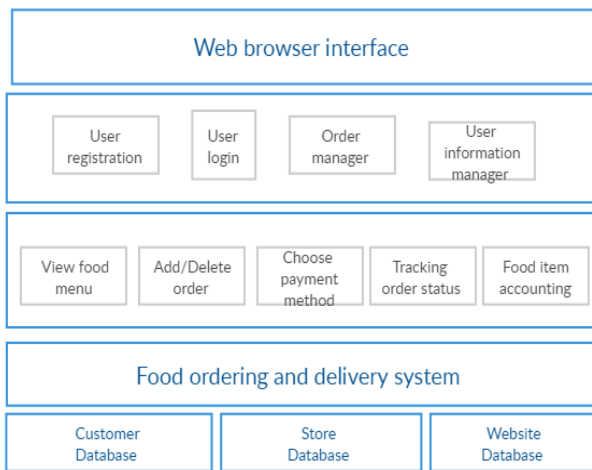 Web browser interface
User
registration
User
login
Order
manager
User
information
manager
View food
menu
Add/Delete
order
Choose
payment
method
Tracking
order status
Food item
accounting
Food ordering and delivery system
Customer
Database
Store
Database
Website
Database